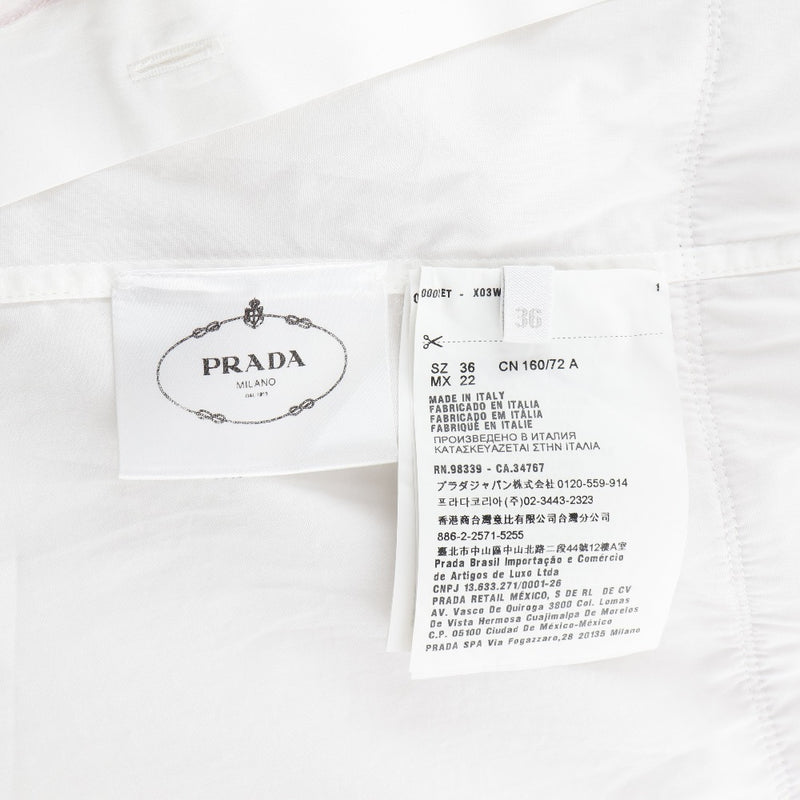 PRADA
MILANO
DAL 1913
000!ET - X03W
36
SZ 36 CN 160/72 A
MX 22
MADE IN ITALY
FABRICADO EN ITALIA
FABRICADO EM ITÁLIA
FABRIQUÉ EN ITALIE
ПРОИЗВЕДЕНО В ИТАЛИЯ
ΚΑΤΑΣΚΕΥΑΖΕΤΑΙ ΣΤΗΝ ΙΤΑΛΙΑ
RN.98339 - CA.34767
プラダジャパン株式会社 0120-559-914
프라다코리아(주)02-3443-2323
香港商台灣意比有限公司台灣分公司
886-2-2571-5255
臺北市中山區中山北路二段44號12樓A室
Prada Brasil Importação e Comércio
de Artigos de Luxo Ltda
CNPJ 13.633.271/0001-26
PRADA RETAIL MÉXICO, S DE RL DE CV
AV. Vasco De Quiroga 3800 Col. Lomas
De Vista Hermosa Cuajimalpa De Morelos
C.P. 05100 Ciudad De México-México
PRADA SPA Via Fogazzaro,28 20135 Milano